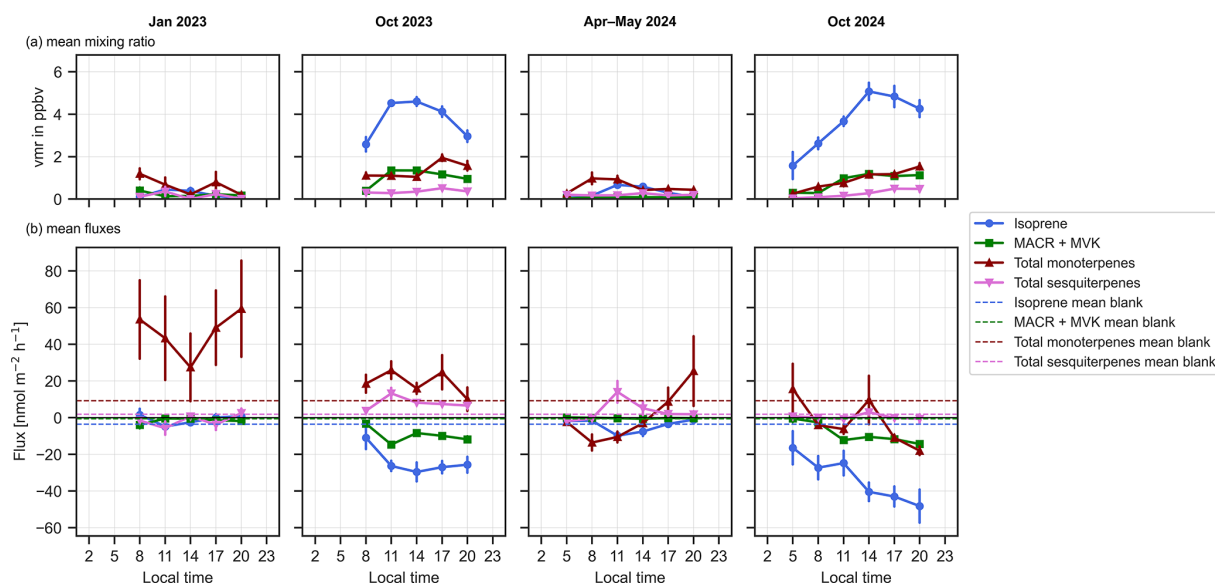 Jan 2023 Oct 2023 Apr–May 2024 Oct 2024
(a) mean mixing ratio
vmr in ppbv
6
4
2
0
(b) mean fluxes
Flux [nmol m⁻² h⁻¹]
80
60
40
20
0
−20
−40
−60
2 5 8 11 14 17 20 23 2 5 8 11 14 17 20 23 2 5 8 11 14 17 20 23 2 5 8 11 14 17 20 23
Local time Local time Local time Local time
Isoprene
MACR + MVK
Total monoterpenes
Total sesquiterpenes
Isoprene mean blank
MACR + MVK mean blank
Total monoterpenes mean blank
Total sesquiterpenes mean blank